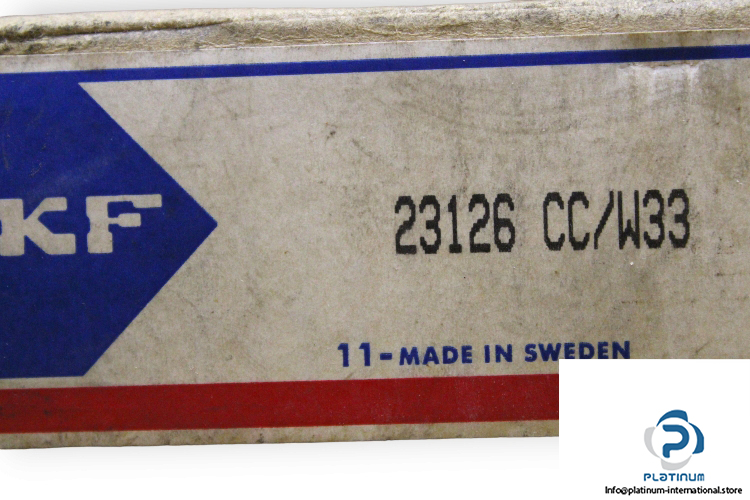 KF
23126 CC/W33
11-MADE IN SWEDEN
PLATINUM
Info@platinum-international.store